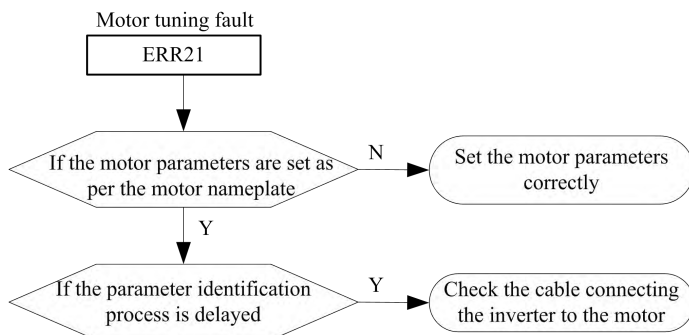 Motor tuning fault
ERR21
If the motor parameters are set as
per the motor nameplate
N
Set the motor parameters
correctly
Y
If the parameter identification
process is delayed
Y
Check the cable connecting
the inverter to the motor